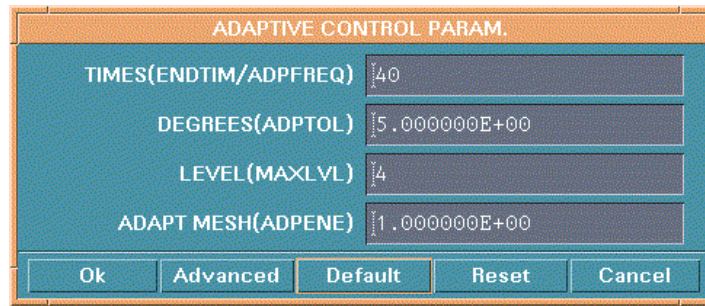 ADAPTIVE CONTROL PARAM.
TIMES(ENDTIM/ADPFREQ) 40
DEGREES(ADPTOL) 5.000000E+00
LEVEL(MAXLVL) 4
ADAPT MESH(ADPENE) 1.000000E+00
Ok Advanced Default Reset Cancel